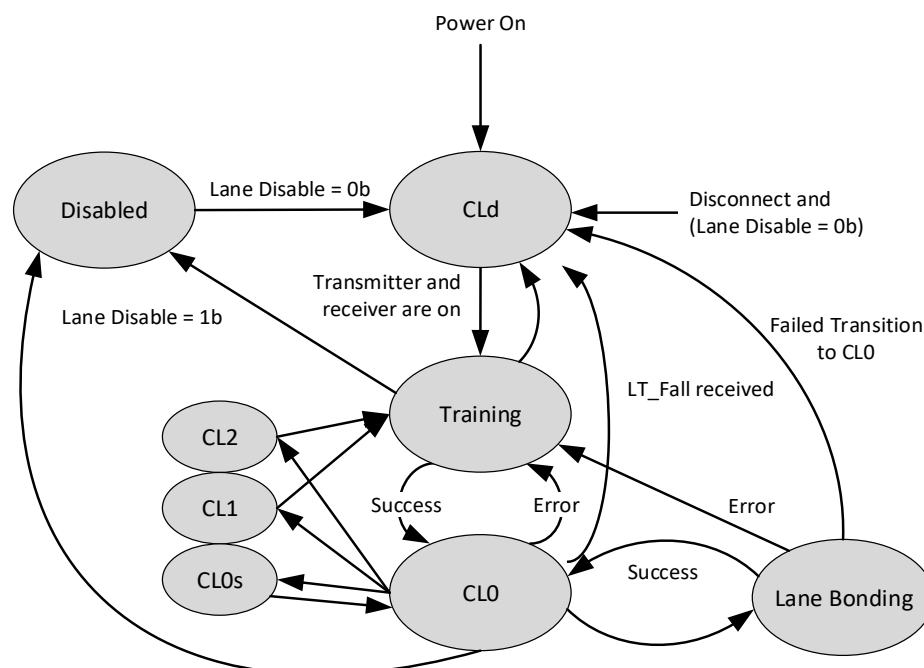 Power On
Disabled
Lane Disable = 0b
CLd
Disconnect and
(Lane Disable = 0b)
Transmitter and
receiver are on
Lane Disable = 1b
Failed Transition
to CL0
LT_Fall received
Training
CL2
CL1
CL0s
Success
Error
Error
CL0
Success
Lane Bonding